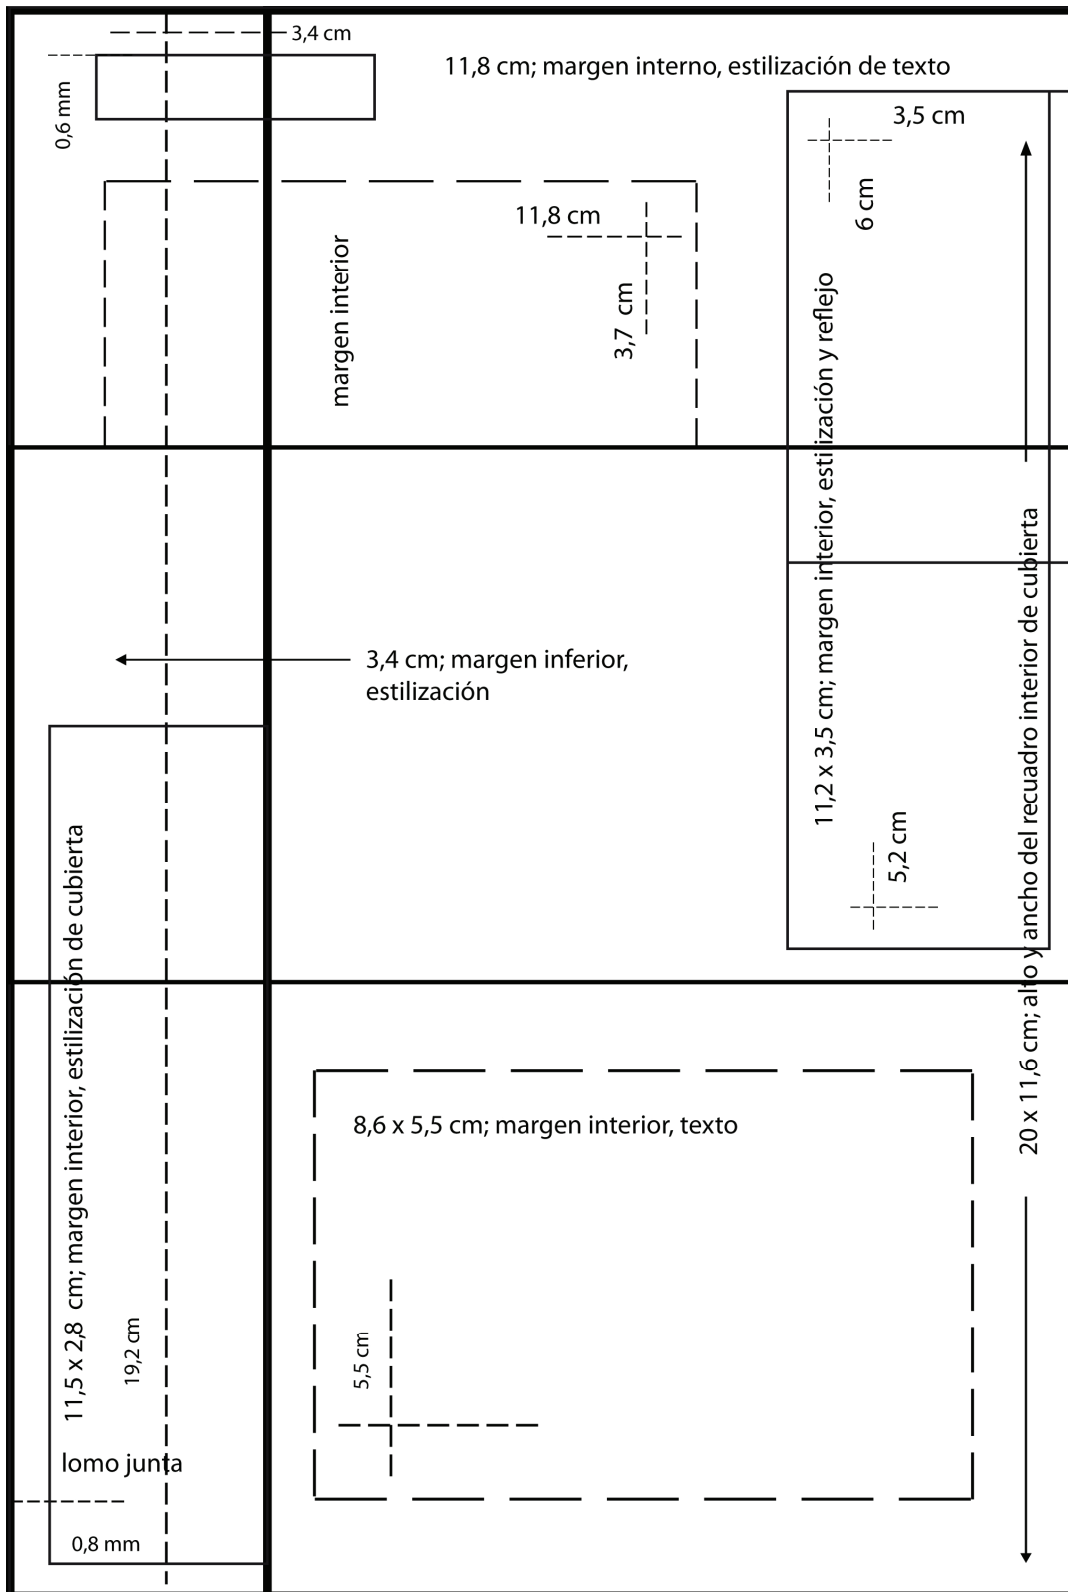 3,4 cm
11,8 cm; margen interno, estilización de texto
0,6 mm
3,5 cm
6 cm
11,8 cm
margen interior
3,7 cm
11,2 x 3,5 cm; margen interior, estilización y reflejo
3,4 cm; margen inferior,
estilización
5,2 cm
20 x 11,6 cm; alto y ancho del recuadro interior de cubierta
11,5 x 2,8 cm; margen interior, estilización de cubierta
8,6 x 5,5 cm; margen interior, texto
19,2 cm
5,5 cm
lomo junta
0,8 mm